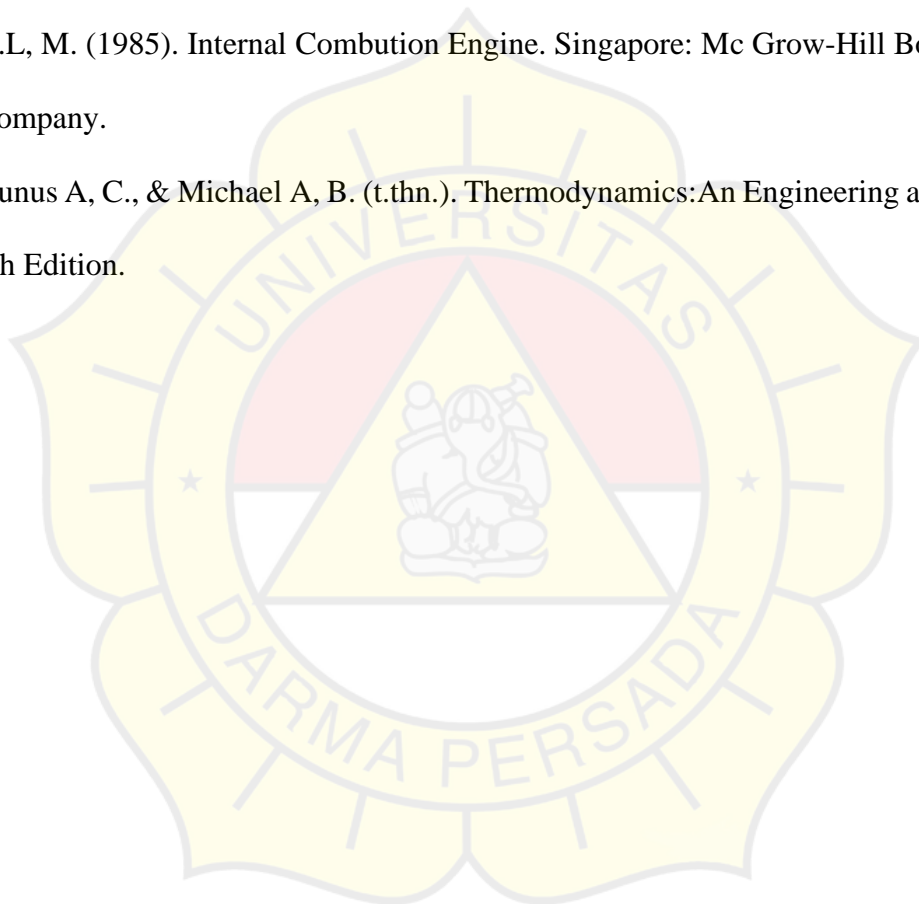 .L, M. (1985). Internal Combution Engine. Singapore: Mc Grow-Hill
ompany.
unus A, C., & Michael A, B. (t.thn.). Thermodynamics:An Engineering
h Edition.
UNIVERSITAS
DARMA PERSADA